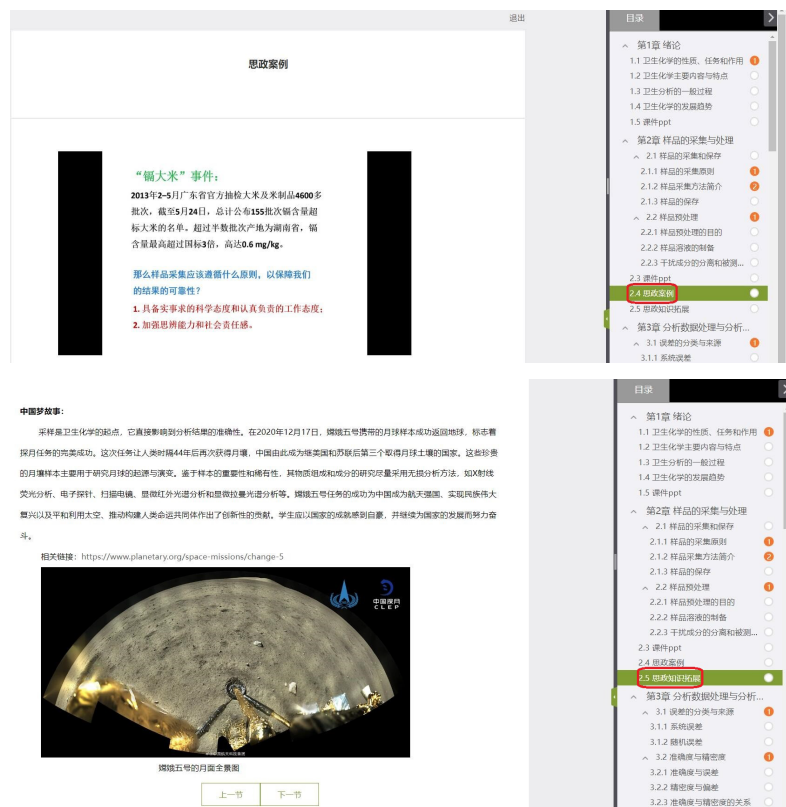 退出
思政案例
“镉大米”事件:
2013年2–5月广东省官方抽检大米及米制品4600多
批次，截至5月24日，总计公布155批次镉含量超
标大米的名单。超过半数批次产地为湖南省，镉
含量最高超过国标3倍，高达0.6 mg/kg。
那么样品采集应该遵循什么原则，以保障我们
的结果的可靠性？
1. 具备实事求的科学态度和认真负责的工作态度；
2. 加强思辨能力和社会责任感。
目录
第1章 绪论
1.1 卫生化学的性质、任务和作用 1
1.2 卫生化学主要内容与特点
1.3 卫生分析的一般过程
1.4 卫生化学的发展趋势
1.5 课件ppt
第2章 样品的采集与处理
2.1 样品的采集和保存
2.1.1 样品的采集原则 1
2.1.2 样品采集方法简介 2
2.1.3 样品的保存
2.2 样品预处理 1
2.2.1 样品预处理的目的
2.2.2 样品溶液的制备
2.2.3 干扰成分的分离和被测...
2.3 课件ppt
2.4 思政案例
2.5 思政知识拓展
第3章 分析数据处理与分析...
3.1 误差的分类与来源 1
3.1.1 系统误差
中国梦故事：
采样是卫生化学的起点，它直接影响到分析结果的准确性。在2020年12月17日，嫦娥五号携带的月球样本成功返回地球，标志着
探月任务的完美成功。这次任务让人类时隔44年后再次获得月壤，中国由此成为继美国和苏联后第三个取得月球土壤的国家。这些珍贵
的月壤样本主要用于研究月球的起源与演变。鉴于样本的重要性和稀有性，其物质组成和成分的研究尽量采用无损分析方法，如X射线
荧光分析、电子探针、扫描电镜、显微红外光谱分析和显微拉曼光谱分析等。嫦娥五号任务的成功为中国成为航天强国，实现民族伟大
复兴以及平和利用太空、推动构建人类命运共同体作出了创新性的贡献。学生应以国家的成就感到自豪，并继续为国家的发展而努力奋
斗。
相关链接：https://www.planetary.org/space-missions/change-5
中国探月
CLEP
嫦娥五号的月面全景图
上一节
下一节
目录
第1章 绪论
1.1 卫生化学的性质、任务和作用 1
1.2 卫生化学主要内容与特点
1.3 卫生分析的一般过程
1.4 卫生化学的发展趋势
1.5 课件ppt
第2章 样品的采集与处理
2.1 样品的采集和保存
2.1.1 样品的采集原则 1
2.1.2 样品采集方法简介 2
2.1.3 样品的保存
2.2 样品预处理 1
2.2.1 样品预处理的目的
2.2.2 样品溶液的制备
2.2.3 干扰成分的分离和被测...
2.3 课件ppt
2.4 思政案例
2.5 思政知识拓展
第3章 分析数据处理与分析...
3.1 误差的分类与来源 1
3.1.1 系统误差
3.1.2 随机误差
3.2 准确度与精密度 1
3.2.1 准确度与误差
3.2.2 精密度与偏差
3.2.3 准确度与精密度的关系